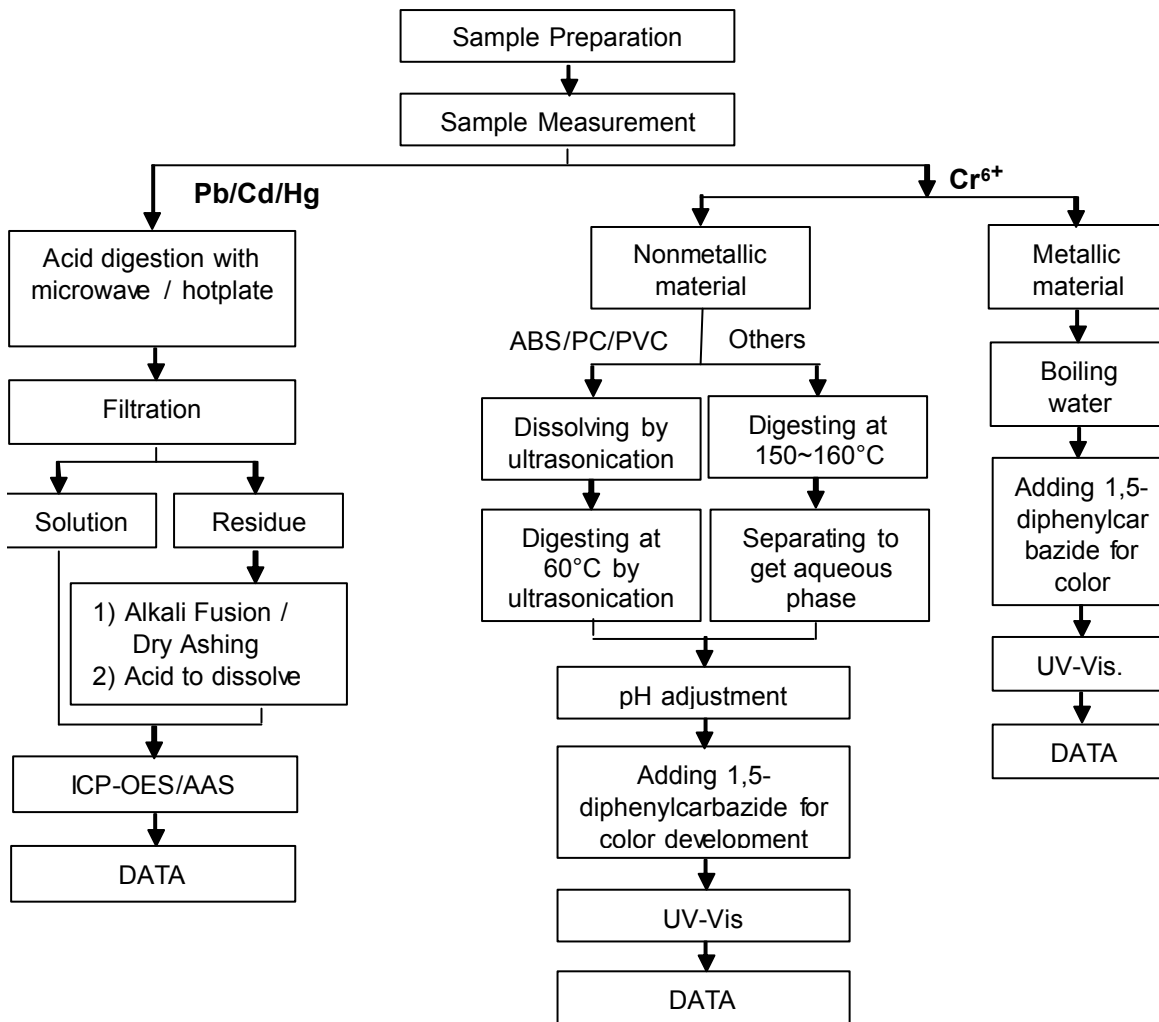 Sample Preparation
Sample Measurement
Pb/Cd/Hg
Cr⁶⁺
Acid digestion with
microwave / hotplate
Filtration
Solution
Residue
1) Alkali Fusion /
Dry Ashing
2) Acid to dissolve
ICP-OES/AAS
DATA
Nonmetallic
material
ABS/PC/PVC
Others
Dissolving by
ultrasonication
Digesting at
60°C by
ultrasonication
Digesting at
150~160°C
Separating to
get aqueous
phase
pH adjustment
Adding 1,5-
diphenylcarbazide for
color development
UV-Vis
DATA
Metallic
material
Boiling
water
Adding 1,5-
diphenylcar
bazide for
color
UV-Vis.
DATA